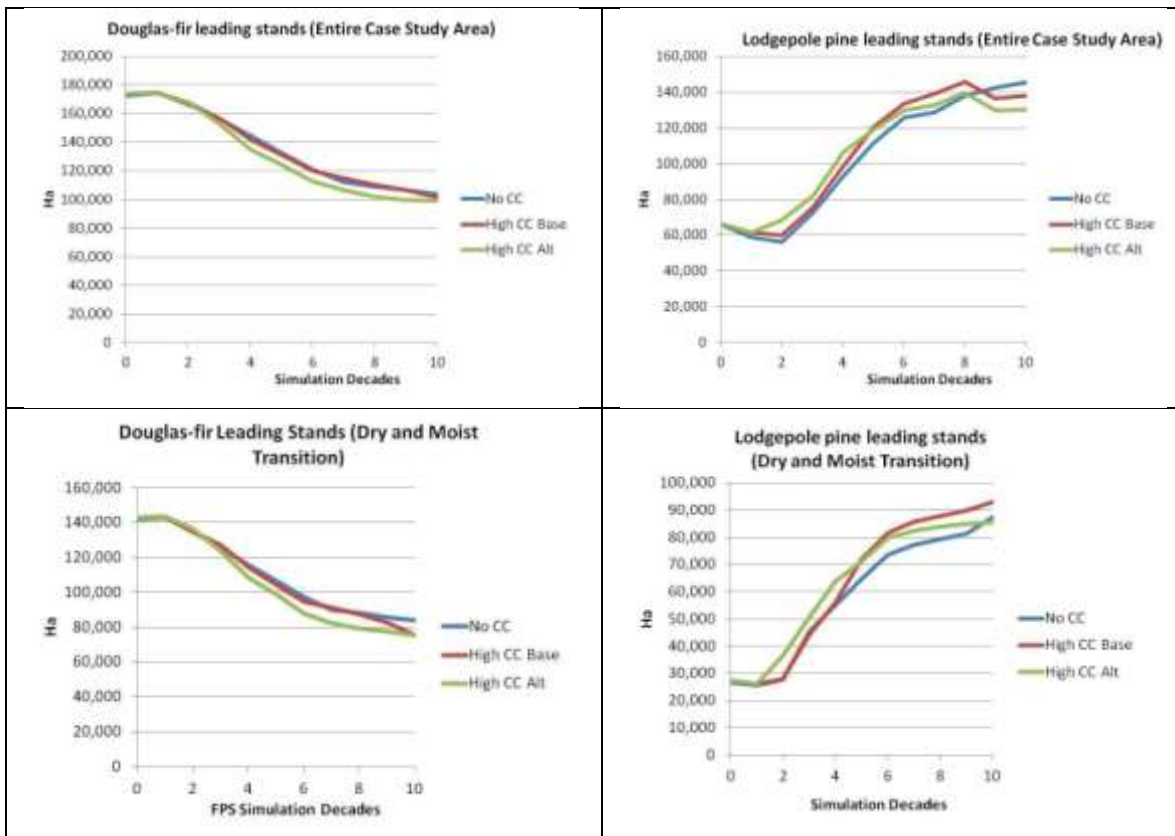 Douglas-fir leading stands (Entire Case Study Area)
200,000
180,000
160,000
140,000
120,000
100,000
80,000
60,000
40,000
20,000
0
Ha
0 2 4 6 8 10
Simulation Decades
No CC
High CC Base
High CC Alt
Lodgepole pine leading stands (Entire Case Study Area)
160,000
140,000
120,000
100,000
80,000
60,000
40,000
20,000
0
Ha
0 2 4 6 8 10
Simulation Decades
No CC
High CC Base
High CC Alt
Douglas-fir Leading Stands (Dry and Moist
Transition)
160,000
140,000
120,000
100,000
80,000
60,000
40,000
20,000
0
Ha
0 2 4 6 8 10
FPS Simulation Decades
No CC
High CC Base
High CC Alt
Lodgepole pine leading stands
(Dry and Moist Transition)
100,000
90,000
80,000
70,000
60,000
50,000
40,000
30,000
20,000
10,000
0
Ha
0 2 4 6 8 10
Simulation Decades
No CC
High CC Base
High CC Alt